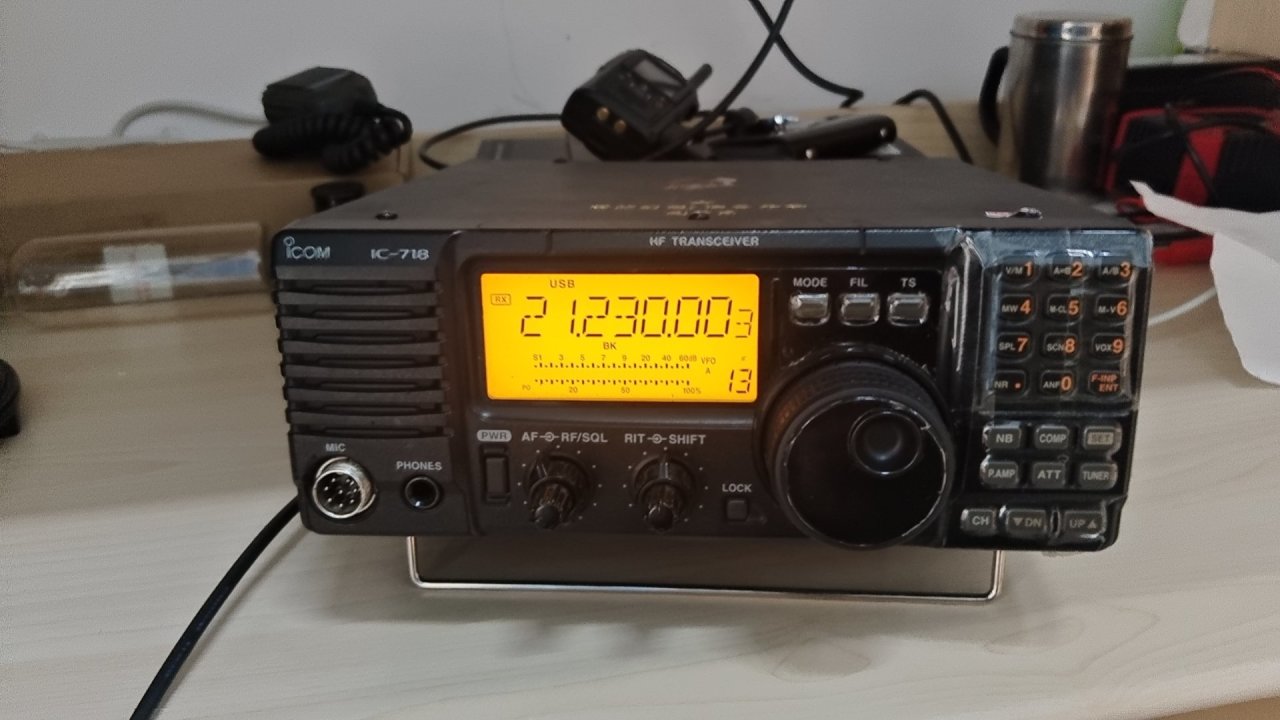 ICOM
IC-718
HF TRANSCEIVER
USB
RX
21.230.003
BK
S1 3 5 7 9 20 40 60dB
VFO
A
13
PO 20 50 100%
MODE FIL TS
V/M 1 A=B 2 A/B 3
MW 4 M-CL 5 M-V 6
SPL 7 SCN 8 VOX 9
NR . ANF 0 F-INP ENT
NB COMP SET
P.AMP ATT TUNER
CH ▼DN UP▲
MIC
PHONES
PWR
AF RF/SQL
RIT SHIFT
LOCK